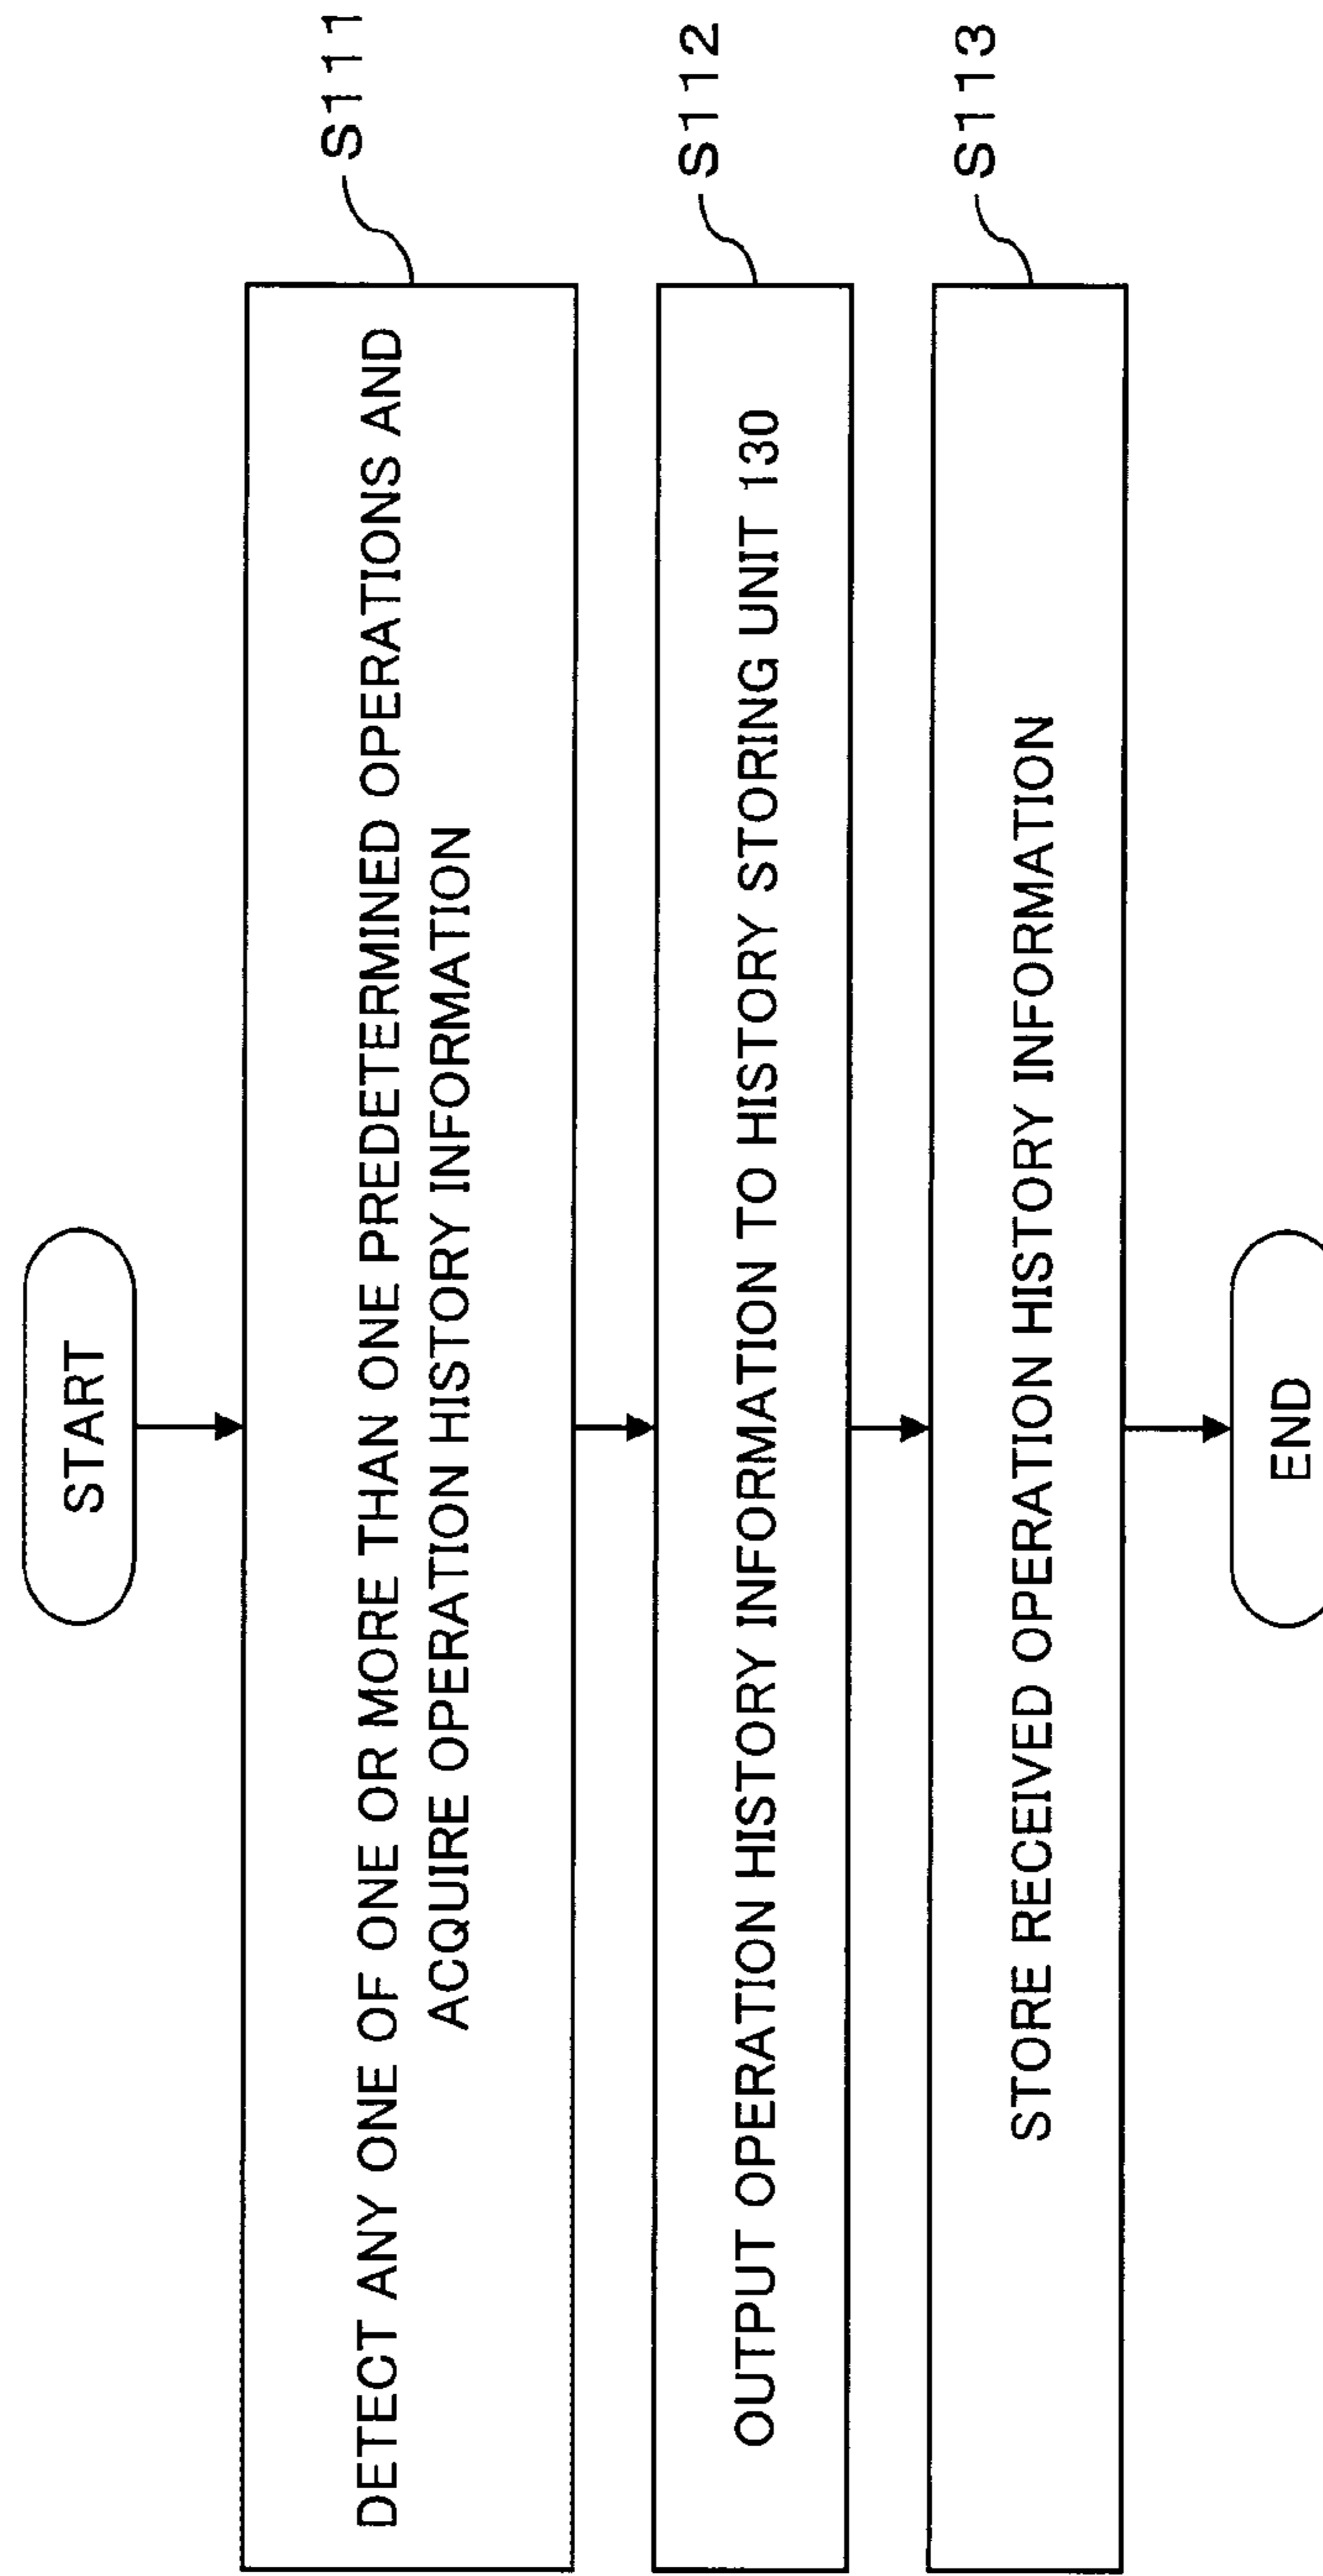 START
DETECT ANY ONE OF ONE OR MORE THAN ONE PREDETERMINED OPERATIONS AND
ACQUIRE OPERATION HISTORY INFORMATION
S111
OUTPUT OPERATION HISTORY INFORMATION TO HISTORY STORING UNIT 130
S112
STORE RECEIVED OPERATION HISTORY INFORMATION
S113
END